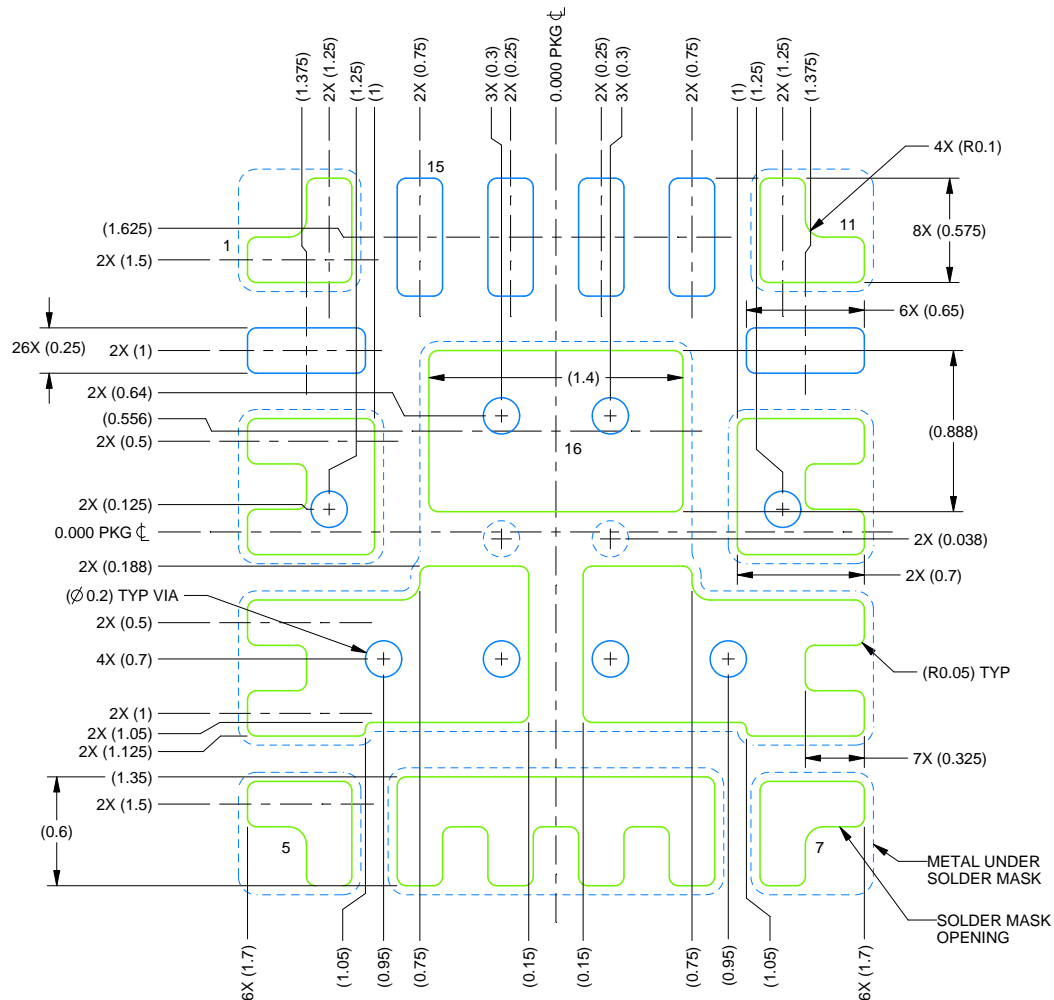 (1.375)
2X (1.25)
(1.25)
(1)
2X (0.75)
3X (0.3)
2X (0.25)
0.000 PKG ℄
2X (0.25)
3X (0.3)
2X (0.75)
(1)
(1.25)
2X (1.25)
(1.375)
15
4X (R0.1)
(1.625)
1
11
8X (0.575)
2X (1.5)
6X (0.65)
26X (0.25)
2X (1)
(1.4)
2X (0.64)
(0.556)
2X (0.5)
16
(0.888)
2X (0.125)
0.000 PKG ℄
2X (0.038)
2X (0.188)
2X (0.7)
(Ø 0.2) TYP VIA
2X (0.5)
4X (0.7)
(R0.05) TYP
2X (1)
2X (1.05)
2X (1.125)
7X (0.325)
(1.35)
2X (1.5)
(0.6)
5
7
METAL UNDER
SOLDER MASK
SOLDER MASK
OPENING
6X (1.7)
(1.05)
(0.95)
(0.75)
(0.15)
(0.15)
(0.75)
(0.95)
(1.05)
6X (1.7)